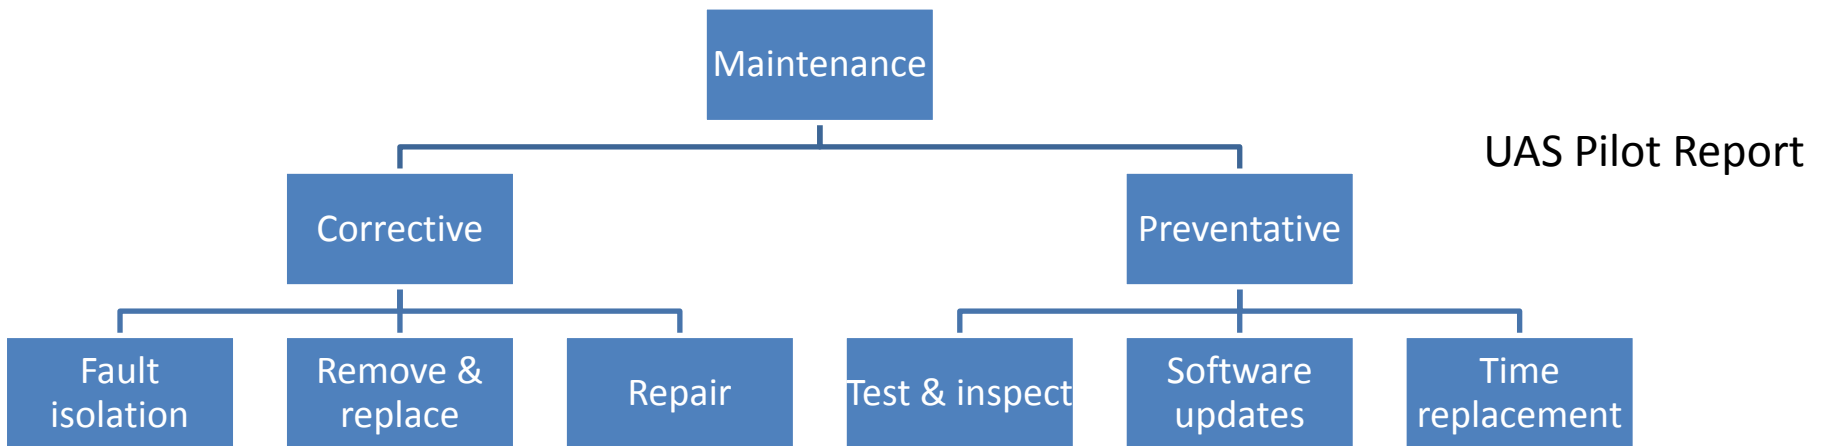 Maintenance
UAS Pilot Report
Corrective
Preventative
Fault
isolation
Remove &
replace
Repair
Test & inspect
Software
updates
Time
replacement